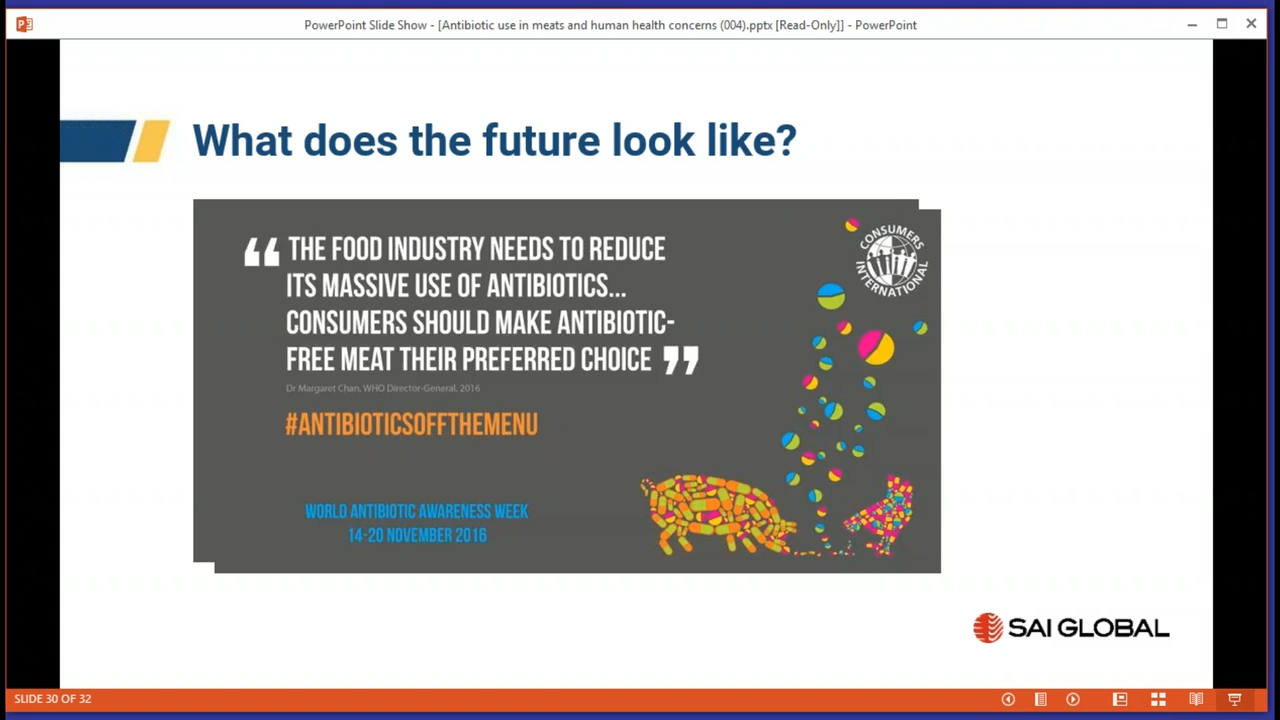 PowerPoint Slide Show - [Antibiotic use in meats and human health concerns (004).pptx [Read-Only]] - PowerPoint
What does the future look like?
“ THE FOOD INDUSTRY NEEDS TO REDUCE
ITS MASSIVE USE OF ANTIBIOTICS...
CONSUMERS SHOULD MAKE ANTIBIOTIC-
FREE MEAT THEIR PREFERRED CHOICE ”
Dr Margaret Chan, WHO Director-General, 2016
#ANTIBIOTICSOFFTHEMENU
WORLD ANTIBIOTIC AWARENESS WEEK
14-20 NOVEMBER 2016
CONSUMERS
INTERNATIONAL
SAI GLOBAL
SLIDE 30 OF 32